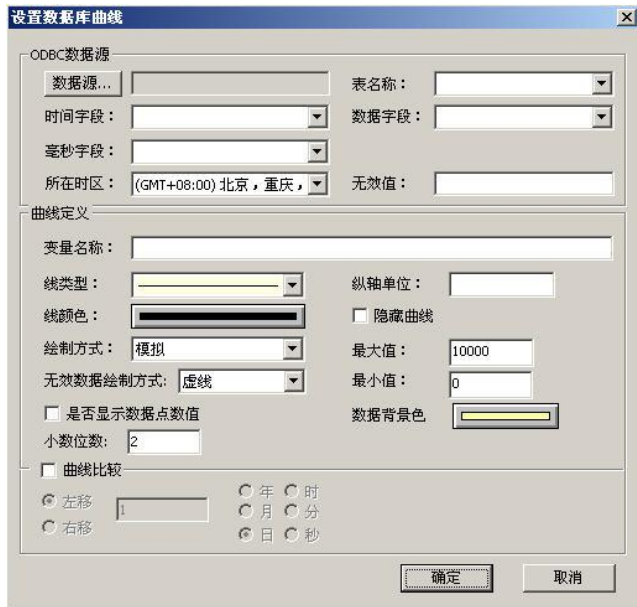 设置数据库曲线
ODBC数据源
数据源... 表名称：
时间字段： 数据字段：
毫秒字段：
所在时区： (GMT+08:00) 北京，重庆， 无效值：
曲线定义
变量名称：
线类型： 纵轴单位：
线颜色： 隐藏曲线
绘制方式： 模拟 最大值： 10000
无效数据绘制方式: 虚线 最小值： 0
是否显示数据点数值 数据背景色
小数位数: 2
曲线比较
左移 1 年 时
右移 月 分
日 秒
确定 取消